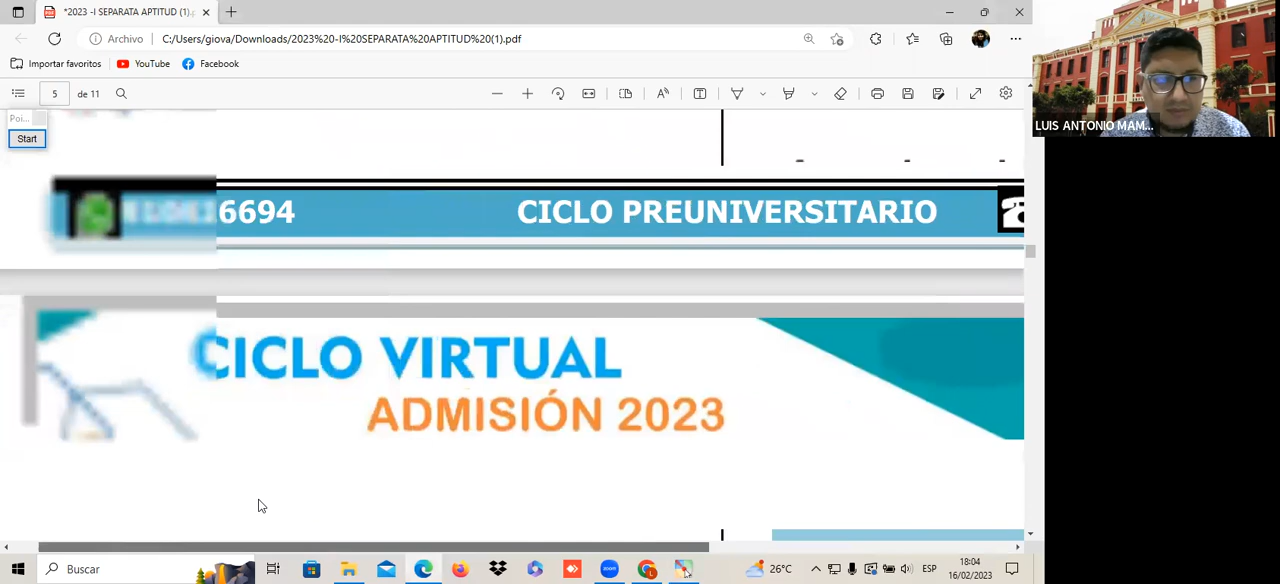 *2023 -I SEPARATA APTITUD (1).p
Archivo C:/Users/giova/Downloads/2023%20-I%20SEPARATA%20APTITUD%20(1).pdf
Importar favoritos YouTube Facebook
5 de 11
Poi...
Start
LUIS ANTONIO MAM...
6694 CICLO PREUNIVERSITARIO
CICLO VIRTUAL
ADMISIÓN 2023
Buscar
zoom
26°C
ESP
18:04
16/02/2023